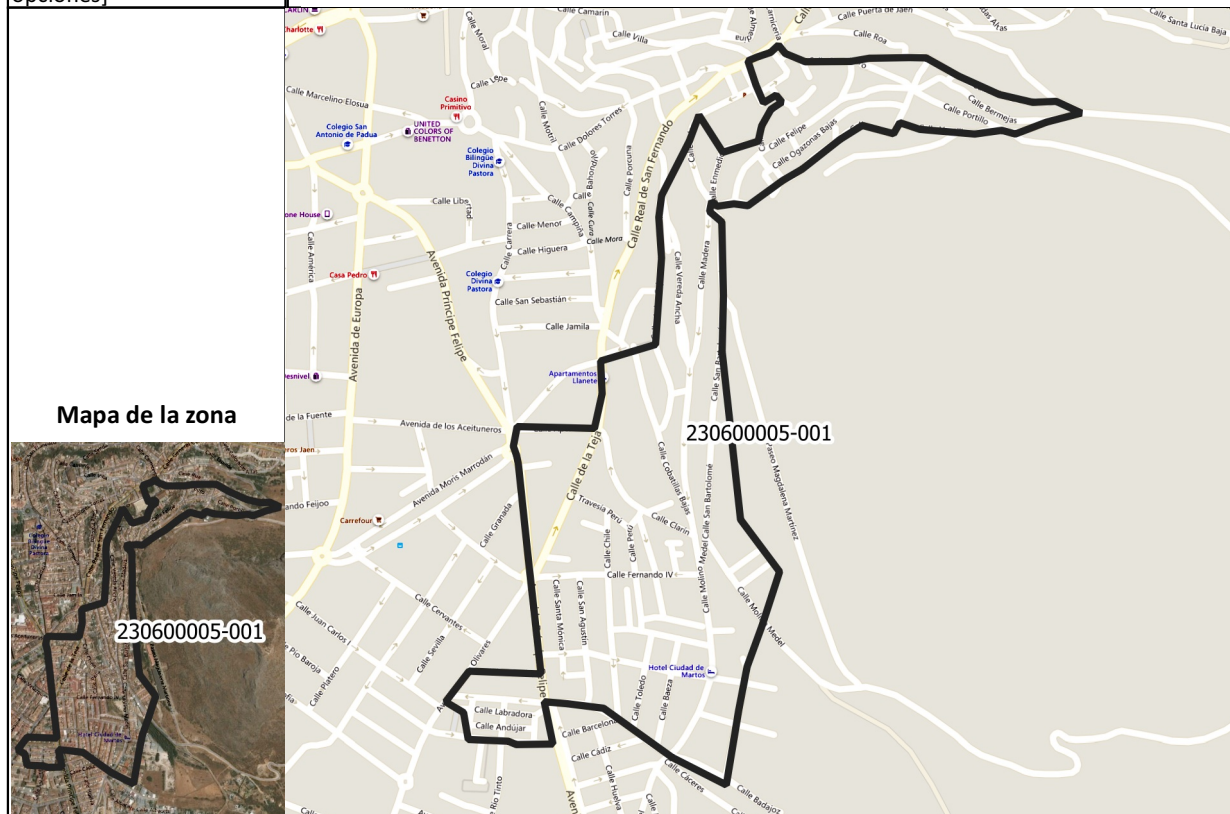 Opciones]
Mapa de la zona
230600005-001
230600005-001
CARLIN
Charlotte
Calle Marcelino Elosua
Colegio San
Antonio de Padua
Casino
Primitivo
UNITED
COLORS OF
BENETTON
Colegio
Bilingüe
Divina
Pastora
Calle Moral
Calle Lepe
Calle Camarín
Calle Villa
Calle Motril
Calle Dolores Torres
Calle Porcuna
Calle Real de San Fernando
Calle Puerta de Jaén
Calle Santa Lucía Baja
Calle Roa
Calle Bermejas
Calle Portillo
Calle Felipe
Calle Ogazonas Bajas
Calle Libertad
Calle Campiña
Calle Menor
Calle Cura
Calle Mora
Calle Higuera
Calle Carrera
Calle América
Casa Pedro
Avenida de Europa
Avenida Príncipe Felipe
Colegio
Divina
Pastora
Calle San Sebastián
Calle Jamila
Calle Vereda Ancha
Calle Madera
Apartamentos
Llanete
de la Fuente
Avenida de los Aceituneros
Avenida Moris Marrodán
Calle de la Teja
Calle Cobatillas Bajas
Calle San Bartolomé
Paseo Magdalena Martínez
Carrefour
Calle Granada
Travesía Perú
Calle Chile
Calle Perú
Calle Clarín
Calle Fernando IV
Calle Molino Medel
Calle Santa Mónica
Calle San Agustín
Calle Juan Carlos I
Calle Cervantes
Calle Sevilla
Olivares
Calle Platero
Hotel Ciudad de
Martos
Calle Toledo
Calle Baeza
Calle Labradora
Calle Andújar
Calle Barcelona
Calle Cádiz
Calle Cáceres
Calle Badajoz
Calle Huelva